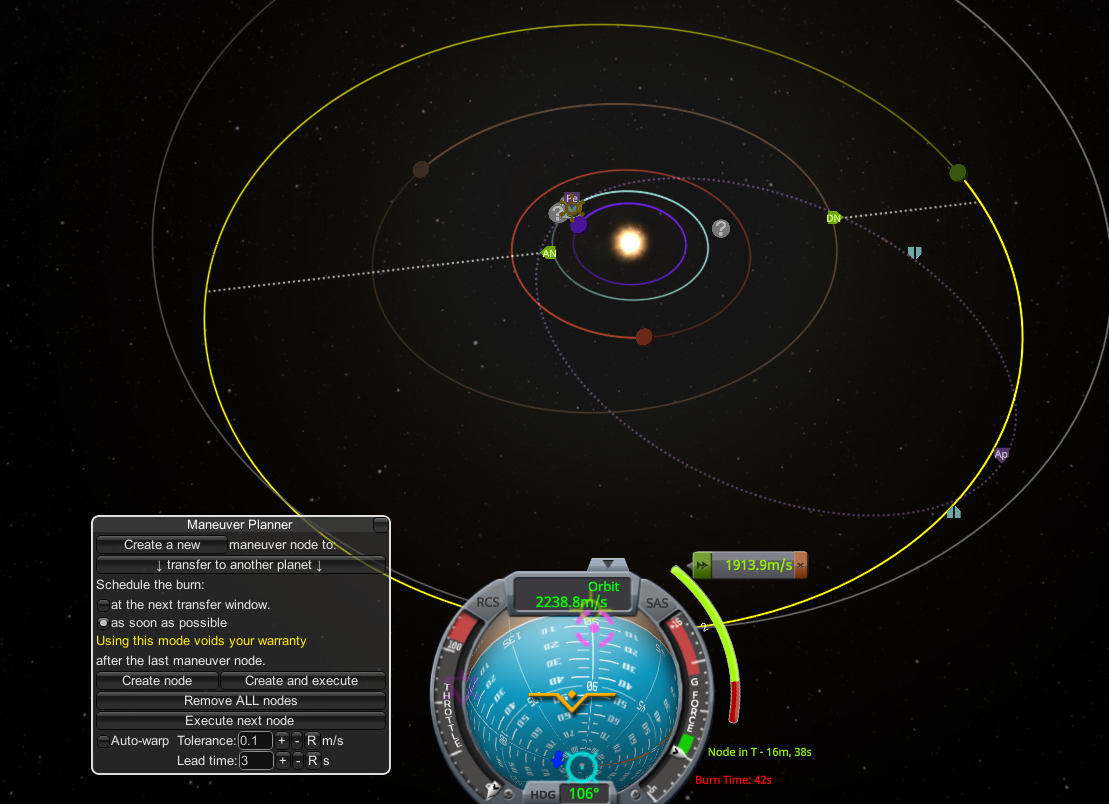 Fe
?
?
DN
AN
Ap
Maneuver Planner
Create a new maneuver node to:
↓ transfer to another planet ↓
Schedule the burn:
at the next transfer window.
as soon as possible
Using this mode voids your warranty
after the last maneuver node.
Create node Create and execute
Remove ALL nodes
Execute next node
Auto-warp Tolerance: 0.1 + - R m/s
Lead time: 3 + - R s
1913.9m/s
Orbit
RCS 2238.8m/s SAS
THROTTLE
100
G FORCE
+15
Node in T - 16m, 38s
Burn Time: 42s
HDG 106°